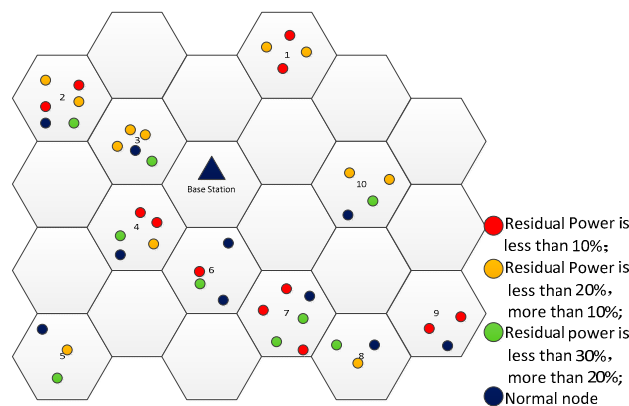 1
2
3
Base Station
10
4
6
7
9
5
8
Residual Power is
less than 10%;
Residual Power is
less than 20%,
more than 10%;
Residual power is
less than 30%,
more than 20%;
Normal node